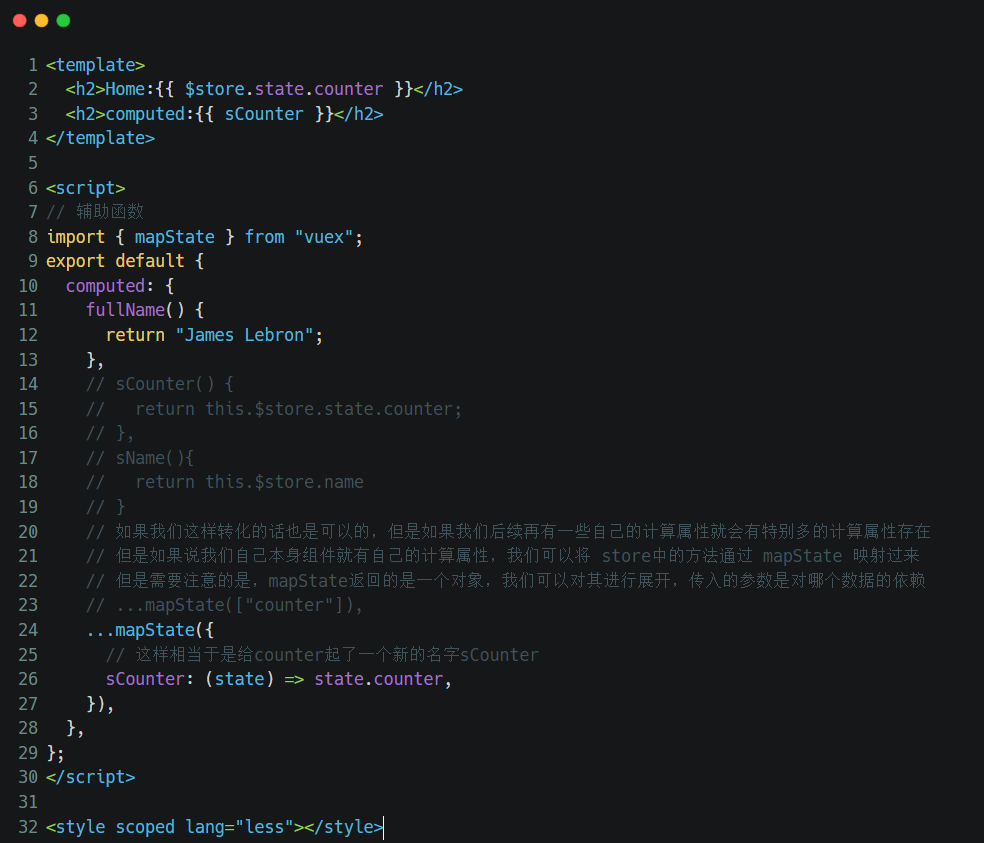 1 <template>
2   <h2>Home:{{ $store.state.counter }}</h2>
3   <h2>computed:{{ sCounter }}</h2>
4 </template>
5
6 <script>
7 // 辅助函数
8 import { mapState } from "vuex";
9 export default {
10   computed: {
11     fullName() {
12       return "James Lebron";
13     },
14     // sCounter() {
15     //   return this.$store.state.counter;
16     // },
17     // sName(){
18     //   return this.$store.name
19     // }
20     // 如果我们这样转化的话也是可以的，但是如果我们后续再有一些自己的计算属性就会有特别多的计算属性存在
21     // 但是如果说我们自己本身组件就有自己的计算属性，我们可以将 store中的方法通过 mapState 映射过来
22     // 但是需要注意的是，mapState返回的是一个对象，我们可以对其进行展开，传入的参数是对哪个数据的依赖
23     // ...mapState(["counter"]),
24     ...mapState({
25       // 这样相当于是给counter起了一个新的名字sCounter
26       sCounter: (state) => state.counter,
27     }),
28   },
29 };
30 </script>
31
32 <style scoped lang="less"></style>